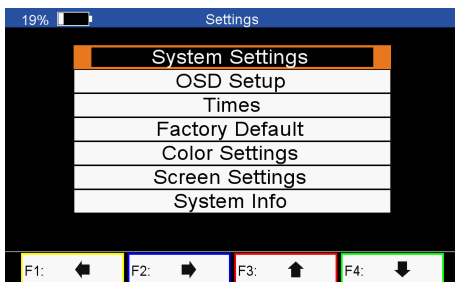 19% Settings
System Settings
OSD Setup
Times
Factory Default
Color Settings
Screen Settings
System Info
F1: F2: F3: F4: